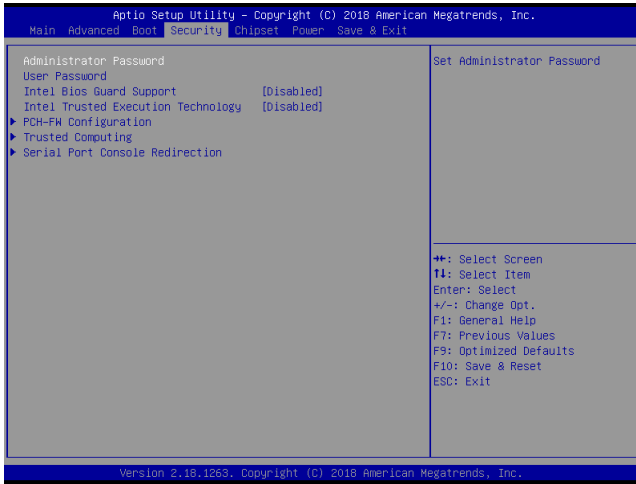 Aptio Setup Utility – Copyright (C) 2018 American Megatrends, Inc.
Main Advanced Boot Security Chipset Power Save & Exit
Administrator Password
User Password
Intel Bios Guard Support [Disabled]
Intel Trusted Execution Technology [Disabled]
PCH-FW Configuration
Trusted Computing
Serial Port Console Redirection
Set Administrator Password
→←: Select Screen
↑↓: Select Item
Enter: Select
+/-: Change Opt.
F1: General Help
F7: Previous Values
F9: Optimized Defaults
F10: Save & Reset
ESC: Exit
Version 2.18.1263. Copyright (C) 2018 American Megatrends, Inc.